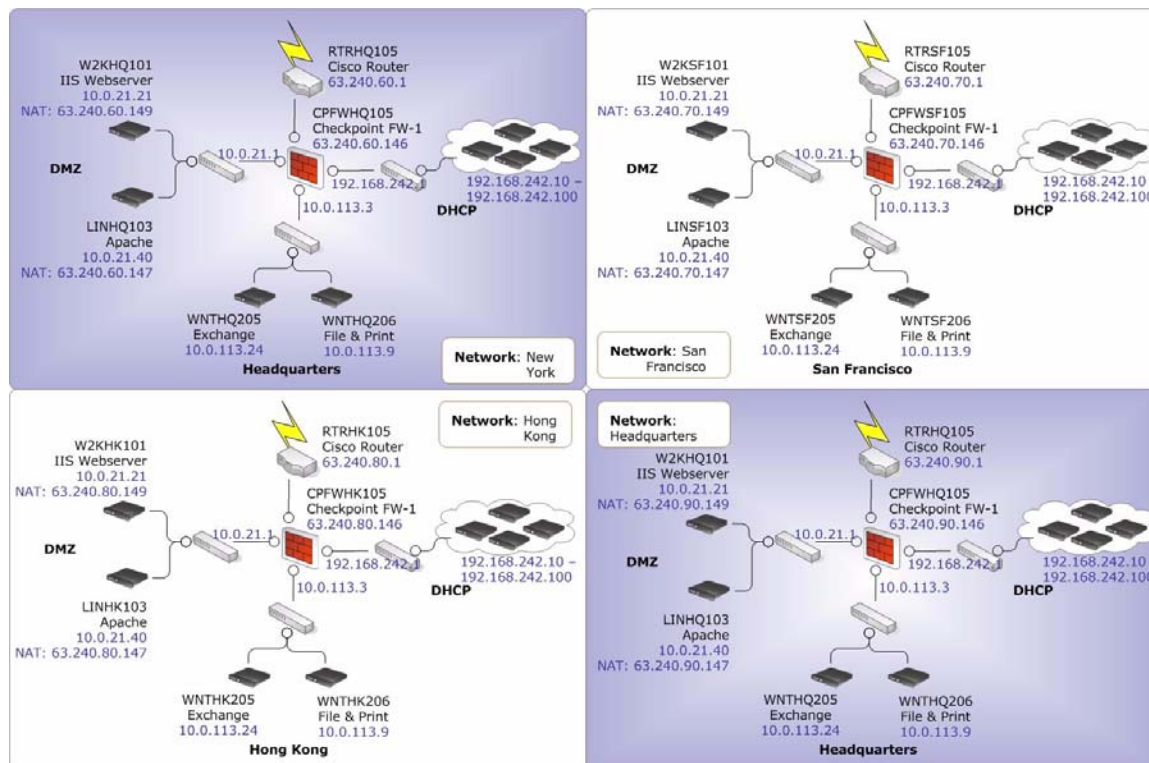 RTRHQ105
Cisco Router
63.240.60.1
W2KHQ101
IIS Webserver
10.0.21.21
NAT: 63.240.60.149
CPFWHQ105
Checkpoint FW-1
63.240.60.146
DMZ
10.0.21.1
192.168.242.1
192.168.242.10 –
192.168.242.100
DHCP
10.0.113.3
LINHQ103
Apache
10.0.21.40
NAT: 63.240.60.147
WNTHQ205
Exchange
10.0.113.24
WNTHQ206
File & Print
10.0.113.9
Headquarters
Network: New
York
RTRSF105
Cisco Router
63.240.70.1
W2KSF101
IIS Webserver
10.0.21.21
NAT: 63.240.70.149
CPFWSF105
Checkpoint FW-1
63.240.70.146
DMZ
10.0.21.1
192.168.242.1
192.168.242.10 –
192.168.242.100
DHCP
10.0.113.3
LINSF103
Apache
10.0.21.40
NAT: 63.240.70.147
WNTSF205
Exchange
10.0.113.24
WNTSF206
File & Print
10.0.113.9
San Francisco
Network: San
Francisco
Network: Hong
Kong
RTRHK105
Cisco Router
63.240.80.1
W2KHK101
IIS Webserver
10.0.21.21
NAT: 63.240.80.149
CPFWHK105
Checkpoint FW-1
63.240.80.146
DMZ
10.0.21.1
192.168.242.1
192.168.242.10 –
192.168.242.100
DHCP
10.0.113.3
LINHK103
Apache
10.0.21.40
NAT: 63.240.80.147
WNTHK205
Exchange
10.0.113.24
WNTHK206
File & Print
10.0.113.9
Hong Kong
Network:
Headquarters
RTRHQ105
Cisco Router
63.240.90.1
W2KHQ101
IIS Webserver
10.0.21.21
NAT: 63.240.90.149
CPFWHQ105
Checkpoint FW-1
63.240.90.146
DMZ
10.0.21.1
192.168.242.1
192.168.242.10 –
192.168.242.100
DHCP
10.0.113.3
LINHQ103
Apache
10.0.21.40
NAT: 63.240.90.147
WNTHQ205
Exchange
10.0.113.24
WNTHQ206
File & Print
10.0.113.9
Headquarters